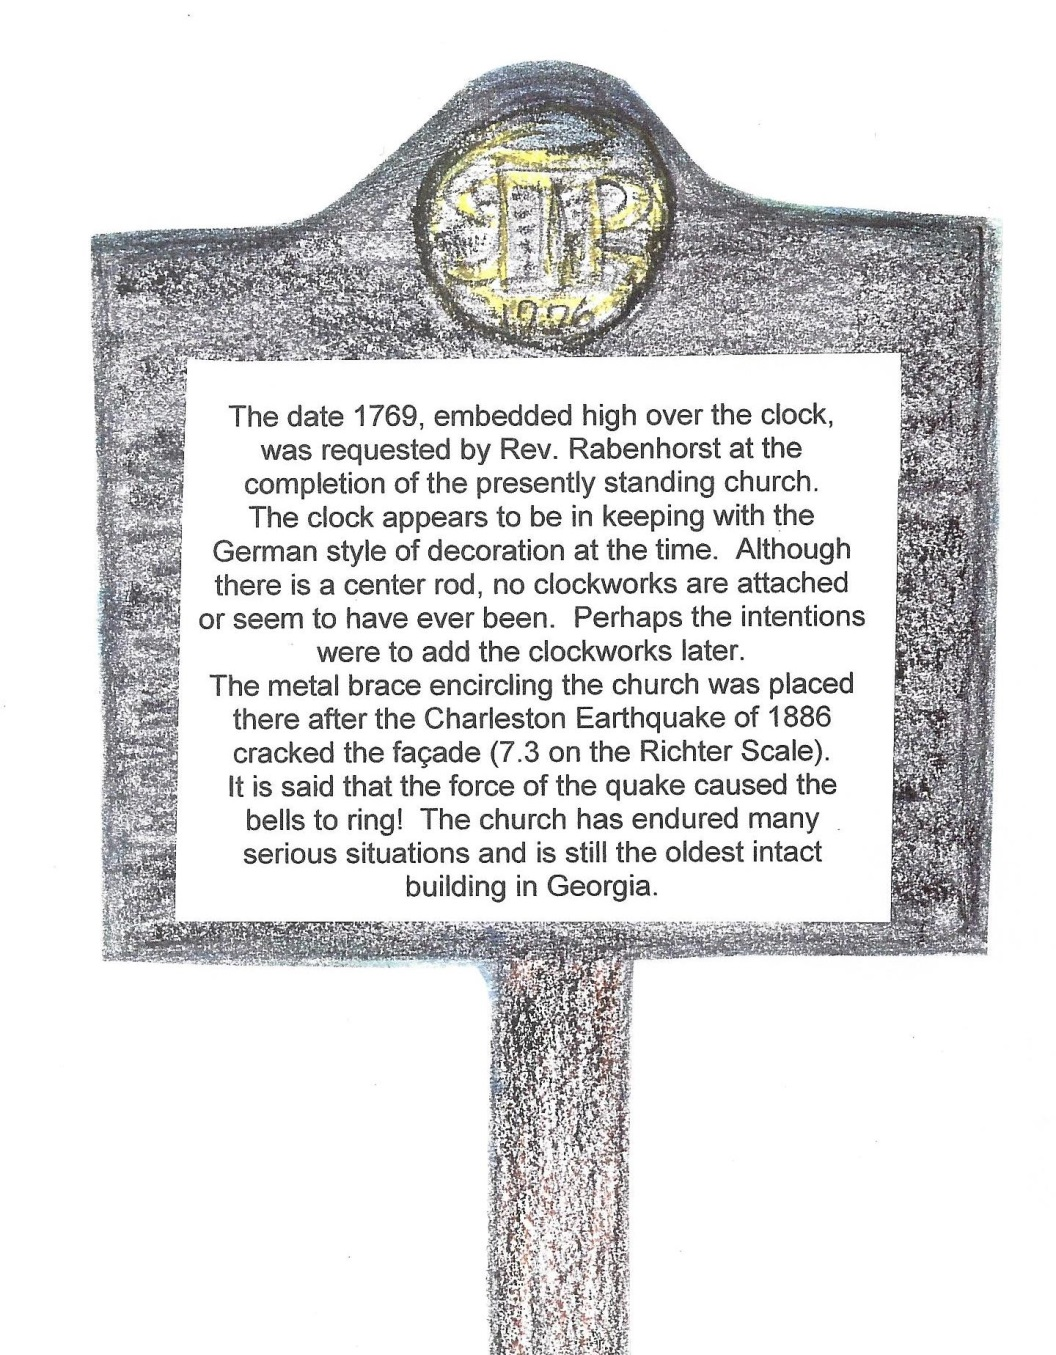 1776
The date 1769, embedded high over the clock,
was requested by Rev. Rabenhorst at the
completion of the presently standing church.
The clock appears to be in keeping with the
German style of decoration at the time. Although
there is a center rod, no clockworks are attached
or seem to have ever been. Perhaps the intentions
were to add the clockworks later.
The metal brace encircling the church was placed
there after the Charleston Earthquake of 1886
cracked the façade (7.3 on the Richter Scale).
It is said that the force of the quake caused the
bells to ring! The church has endured many
serious situations and is still the oldest intact
building in Georgia.